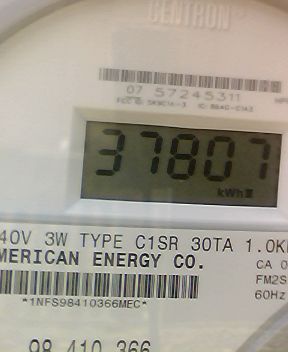 CENTRON®
07 57245311
37807
kWh
40V 3W TYPE C1SR 30TA 1.0K
MERICAN ENERGY CO.
CA 0
FM2S
*1NFS98410366MEC*
60Hz
98 410 366